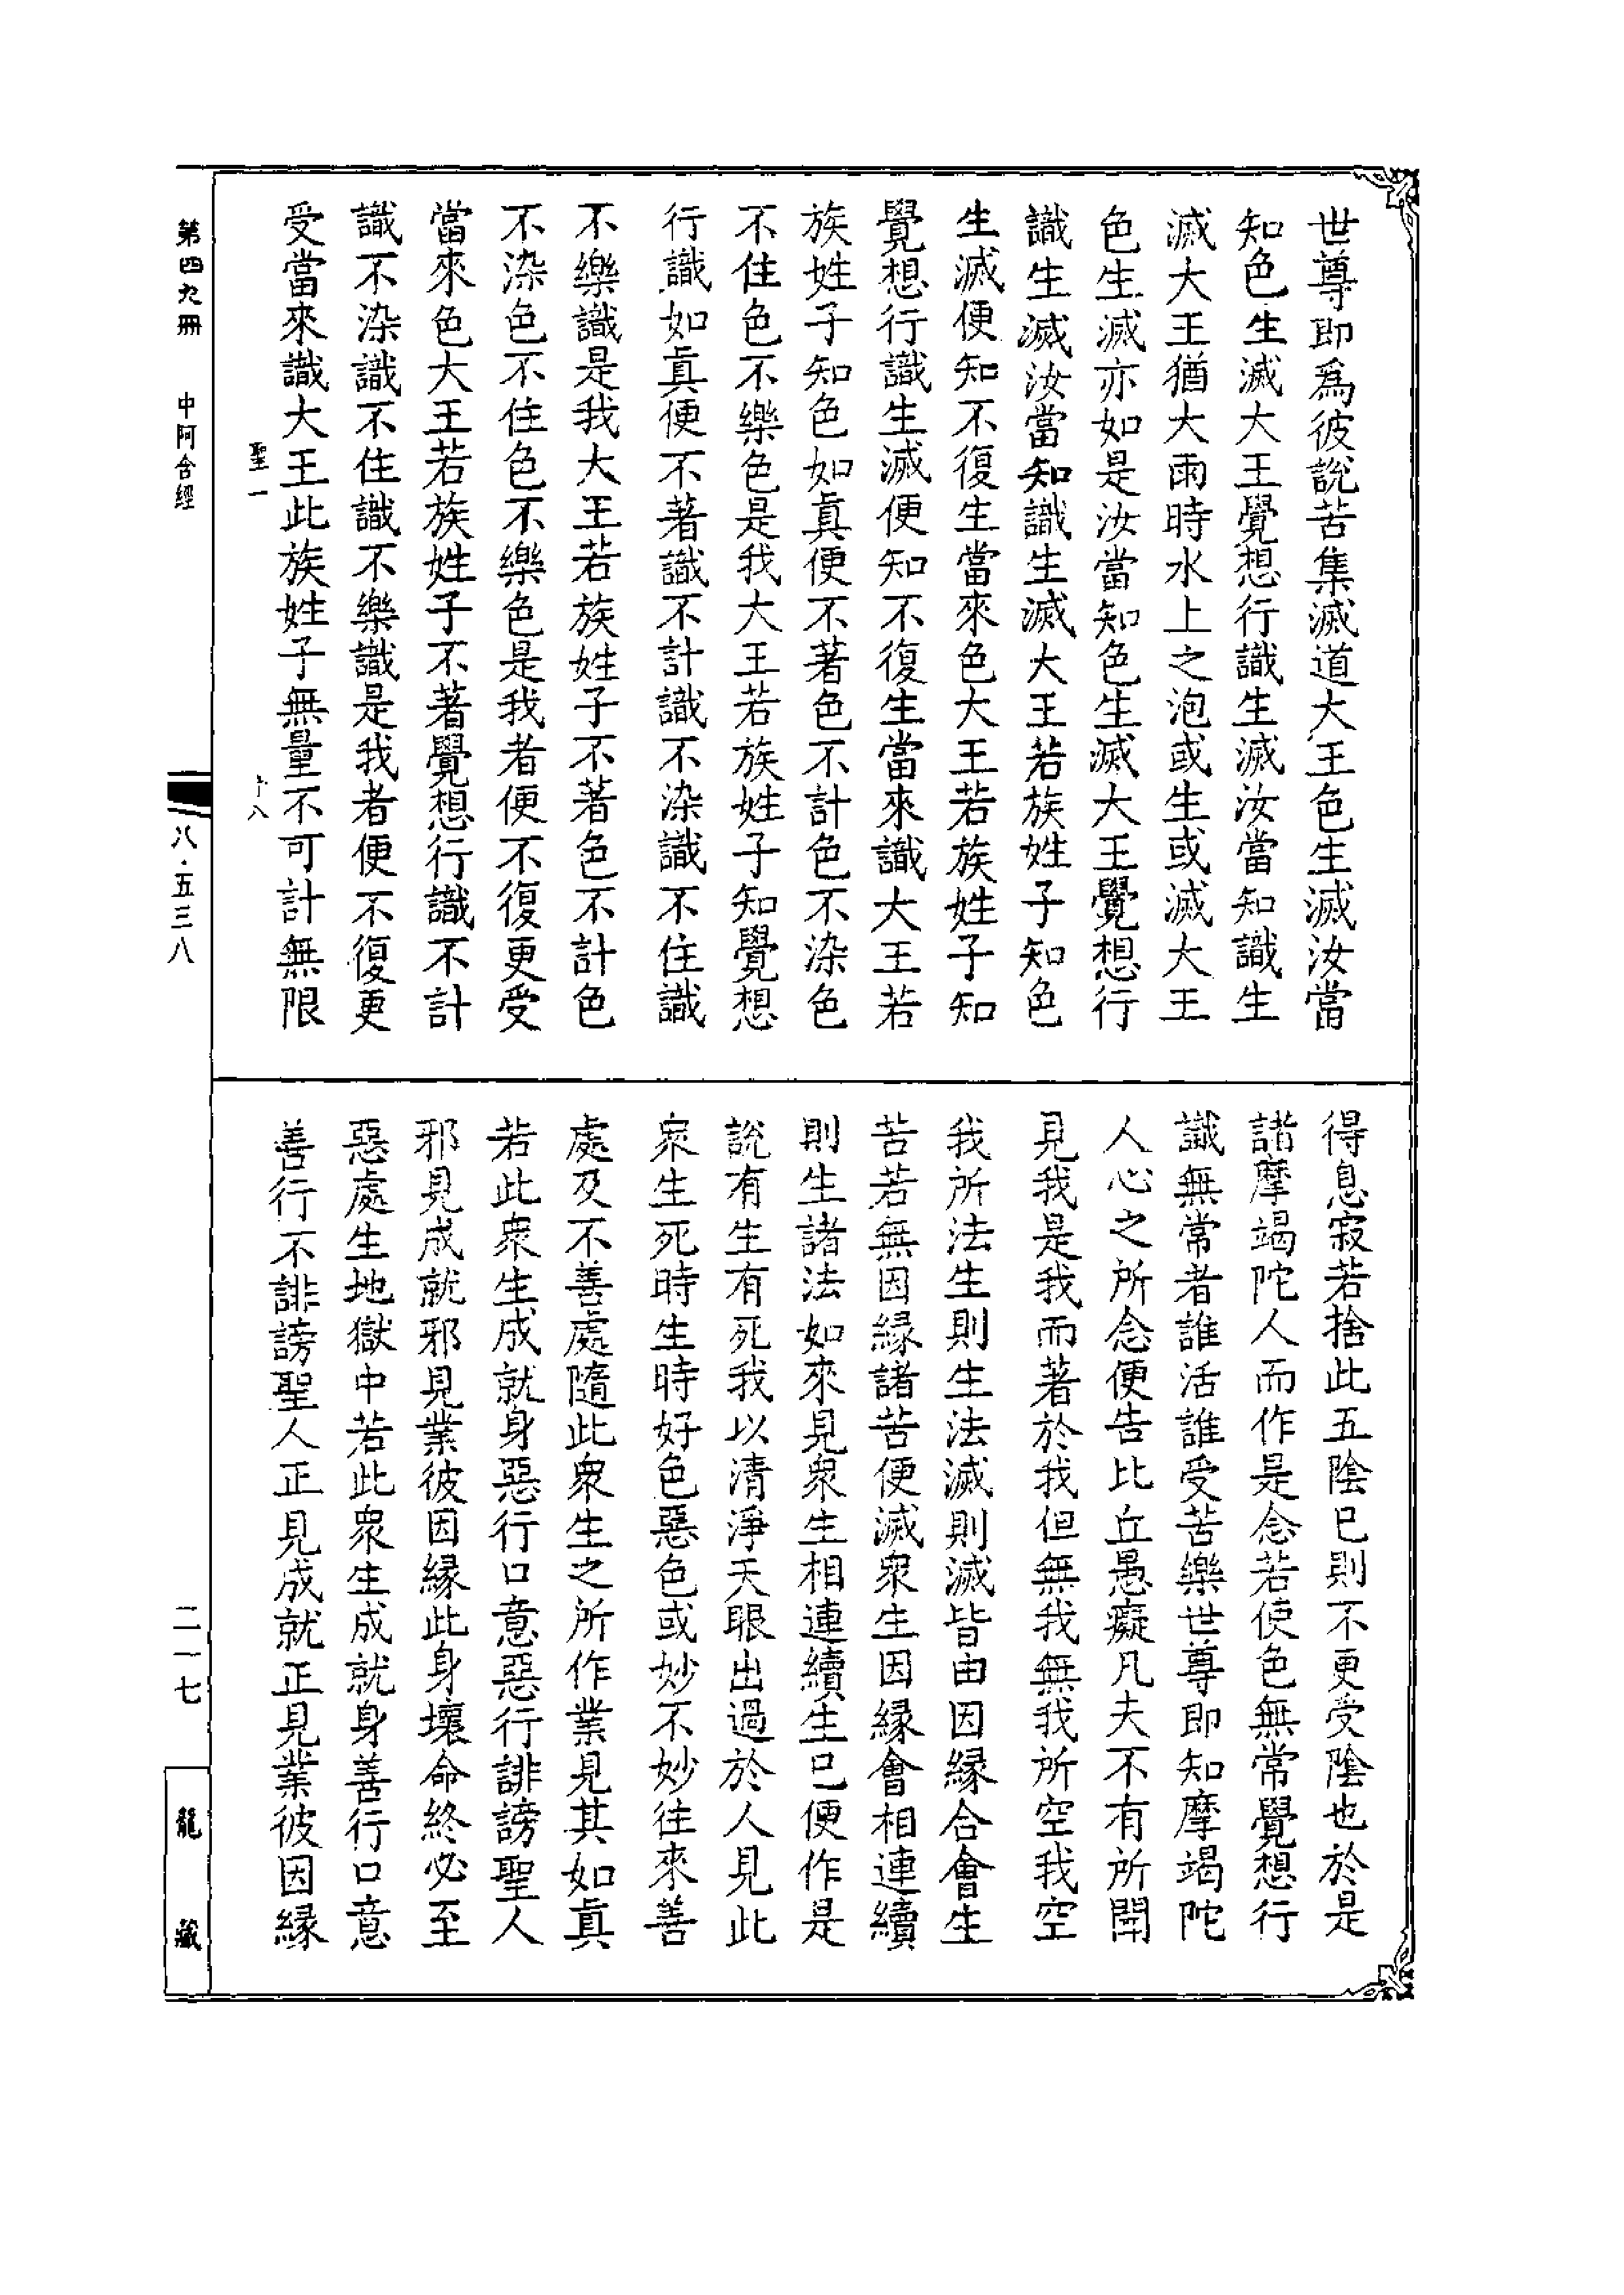 世尊即爲彼說苦集滅道大王色生滅汝當
知色生滅大王覺想行識生滅汝當知識生
滅大王猶大雨時水上之泡或生或滅大王
色生滅亦如是汝當知色生滅大王覺想行
識生滅汝當知識生滅大王若族姓子知色
生滅便知不復生當來色大王若族姓子知
覺想行識生滅便知不復生當來識大王若
族姓子知色如眞便不著色不計色不染色
不住色不樂色是我大王若族姓子知覺想
行識如眞便不著識不計識不染識不住識
不樂識是我大王若族姓子不著色不計色
不染色不住色不樂色是我者便不復更受
當來色大王若族姓子不著覺想行識不計
識不染識不住識不樂識是我者便不復更
受當來識大王此族姓子無量不可計無限
聖一
十八
得息寂若捨此五陰已則不更受陰也於是
諸摩竭陀人而作是念若使色無常覺想行
識無常者誰活誰受苦樂世尊即知摩竭陀
人心之所念便告比丘愚癡凡夫不有所聞
見我是我而著於我但無我無我所空我空
我所法生則生法滅則滅皆由因緣合會生
苦若無因緣諸苦便滅衆生因緣會相連續
則生諸法如來見衆生相連續生已便作是
說有生有死我以清淨天眼出過於人見此
衆生死時生時好色惡色或妙不妙往來善
處及不善處隨此衆生之所作業見其如眞
若此衆生成就身惡行口意惡行誹謗聖人
邪見成就邪見業彼因緣此身壞命終必至
惡處生地獄中若此衆生成就身善行口意
善行不誹謗聖人正見成就正見業彼因緣
第四九冊 中阿含經
八·五三八
二一七
龍藏